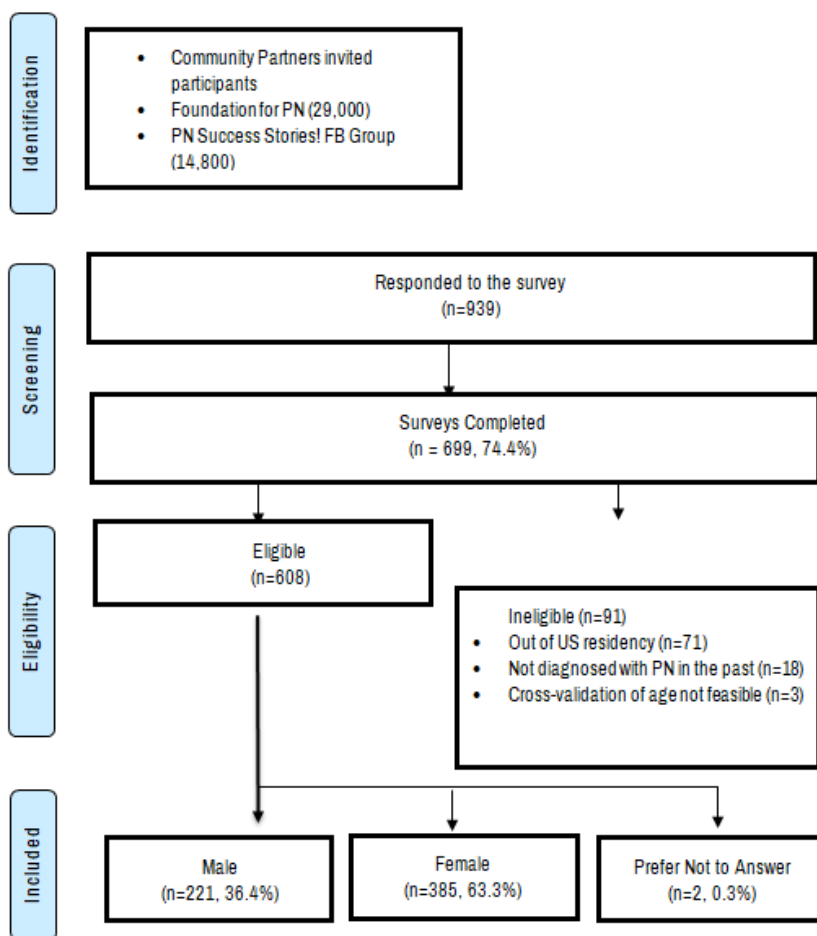 Identification
• Community Partners invited
participants
• Foundation for PN (29,000)
• PN Success Stories! FB Group
(14,800)
Screening
Responded to the survey
(n=939)
Surveys Completed
(n = 699, 74.4%)
Eligibility
Eligible
(n=608)
Ineligible (n=91)
• Out of US residency (n=71)
• Not diagnosed with PN in the past (n=18)
• Cross-validation of age not feasible (n=3)
Included
Male
(n=221, 36.4%)
Female
(n=385, 63.3%)
Prefer Not to Answer
(n=2, 0.3%)